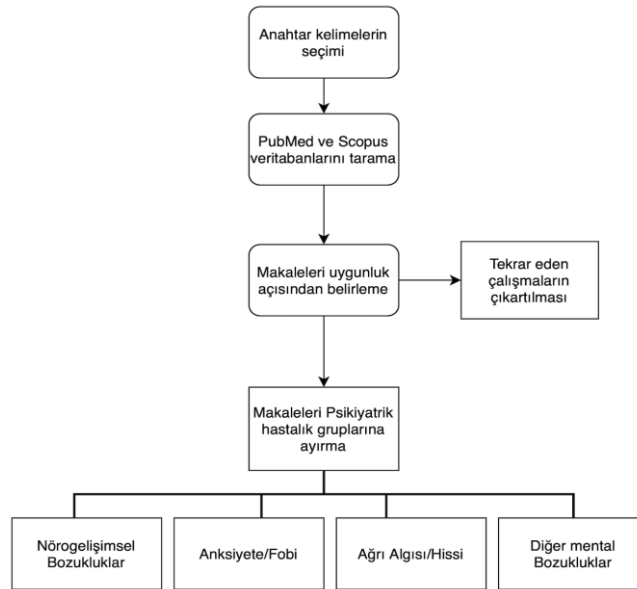 Anahtar kelimelerin
seçimi
PubMed ve Scopus
veritabanlarını tarama
Makaleleri uygunluk
açısından belirleme
Tekrar eden
çalışmaların
çıkartılması
Makaleleri Psikiyatrik
hastalık gruplarına
ayırma
Nörogelişimsel
Bozukluklar
Anksiyete/Fobi
Ağrı Algısı/Hissi
Diğer mental
Bozukluklar